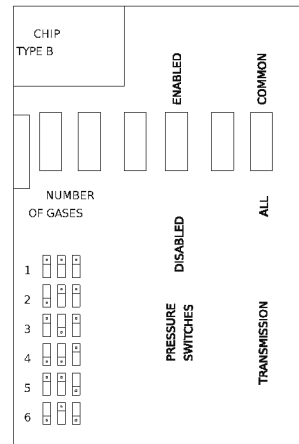 CHIP
TYPE B
ENABLED
COMMON
NUMBER
OF GASES
DISABLED
ALL
1
2
3
4
5
6
PRESSURE
SWITCHES
TRANSMISSION